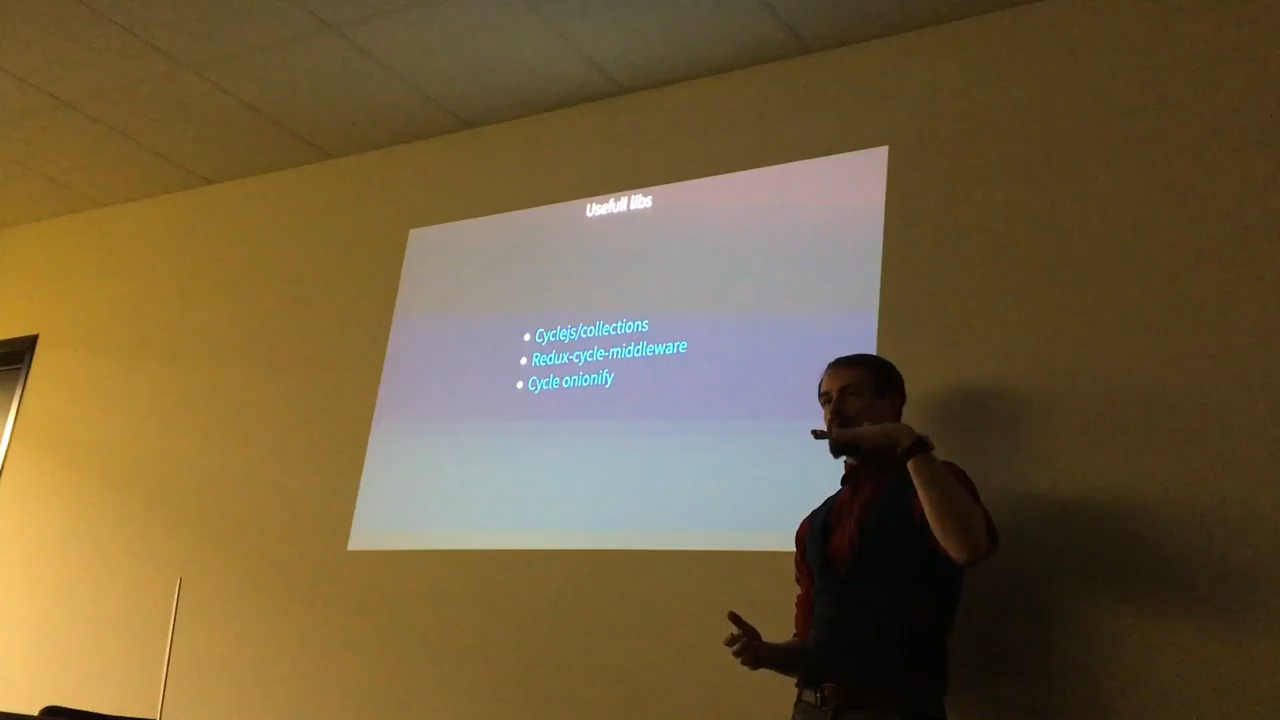 Usefull libs
Cyclejs/collections
Redux-cycle-middleware
Cycle onionify